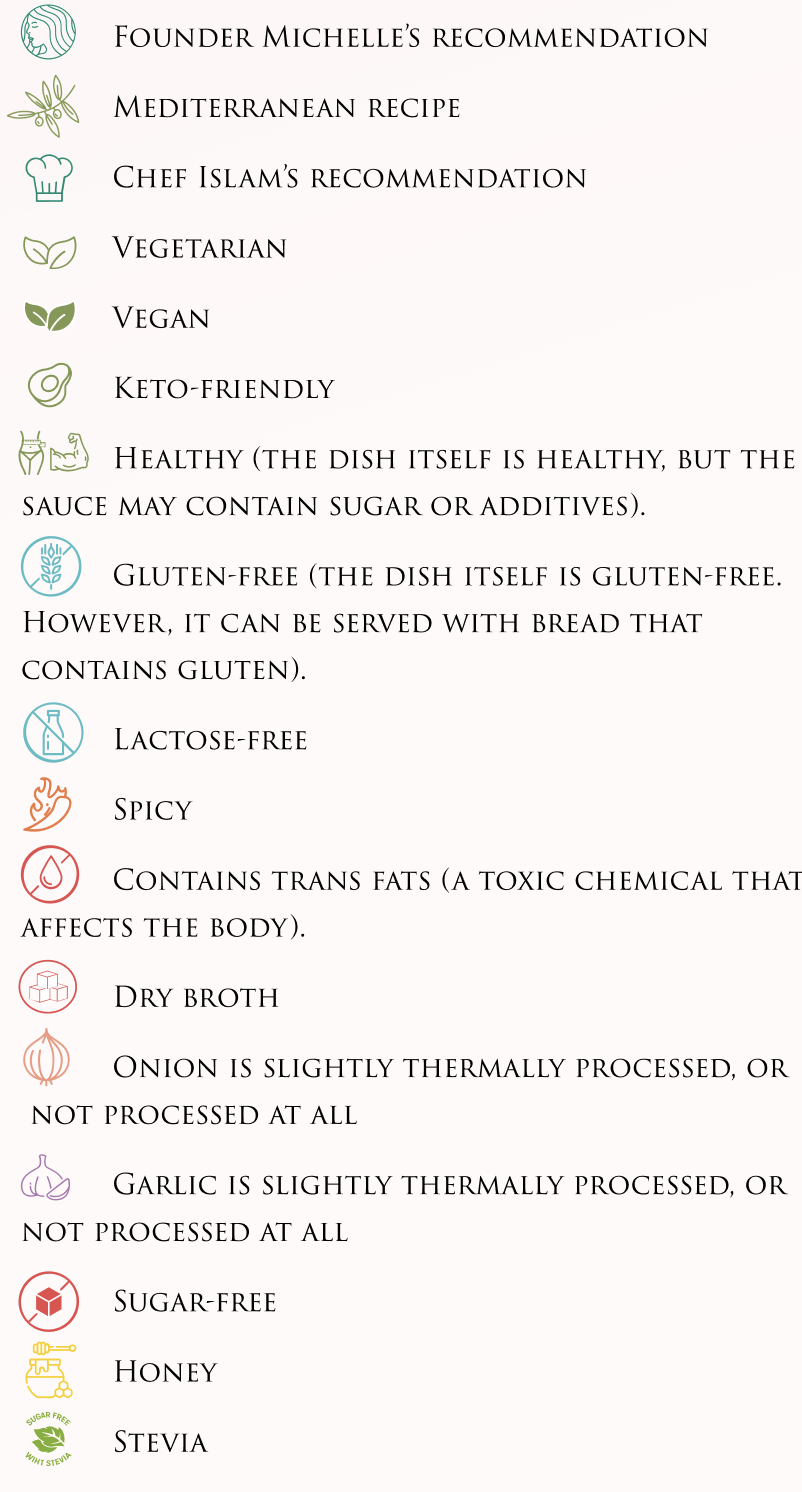 Founder Michelle's recommendation
Mediterranean recipe
Chef Islam's recommendation
Vegetarian
Vegan
Keto-friendly
Healthy (the dish itself is healthy, but the
sauce may contain sugar or additives).
Gluten-free (the dish itself is gluten-free.
However, it can be served with bread that
contains gluten).
Lactose-free
Spicy
Contains trans fats (a toxic chemical that
affects the body).
Dry broth
Onion is slightly thermally processed, or
not processed at all
Garlic is slightly thermally processed, or
not processed at all
Sugar-free
Honey
SUGAR FREE
WIHT STEVIA
Stevia